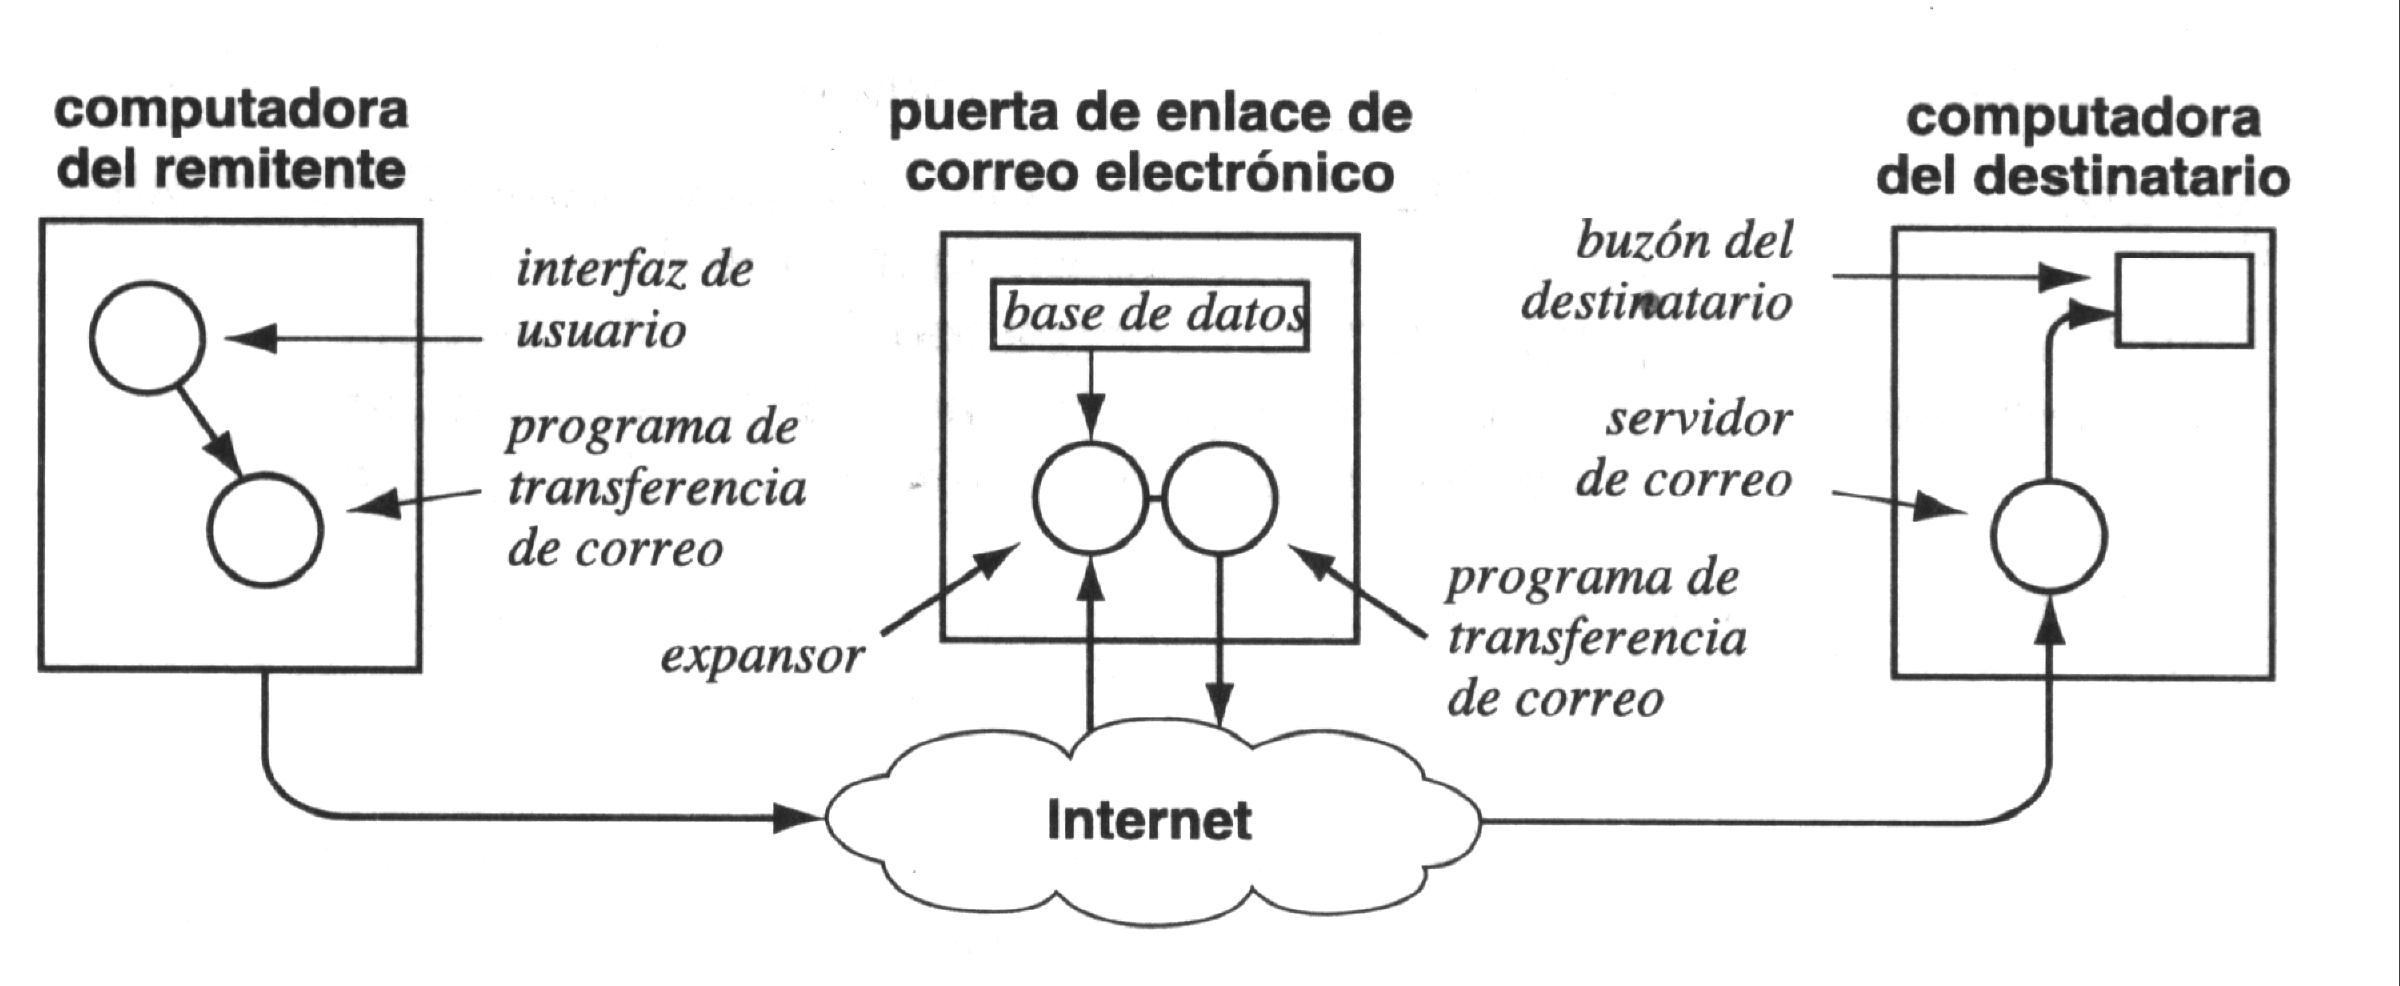 computadora
del remitente
interfaz de
usuario
programa de
transferencia
de correo
puerta de enlace de
correo electrónico
base de datos
expansor
programa de
transferencia
de correo
buzón del
destinatario
servidor
de correo
computadora
del destinatario
Internet